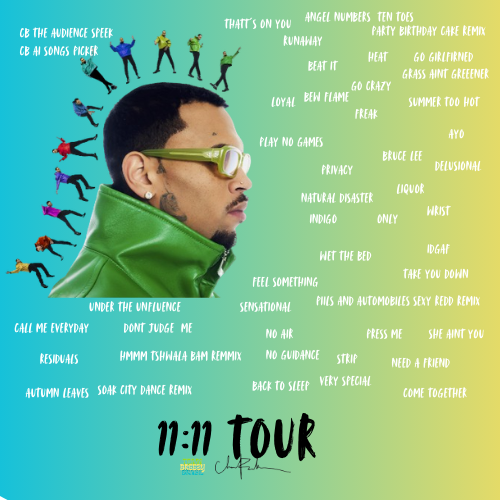 CB THE AUDIENCE SPEEK
CB AI SONGS PICKER
THATT'S ON YOU
ANGEL NUMBERS TEN TOES
PARTY BIRTHDAY CAKE REMIX
RUNAWAY
BEAT IT
HEAT
GO GIRLFIRNED
GRASS AINT GREEENER
GO CRAZY
LOYAL
BEW FLAME
SUMMER TOO HOT
FREAK
PLAY NO GAMES
AYO
BRUCE LEE
DELUSIONAL
PRIVACY
LIQUOR
NATURAL DISASTER
INDIGO
ONLY
WRIST
WET THE BED
IDGAF
TAKE YOU DOWN
FEEL SOMETHING
UNDER THE UNFLUENCE
SENSATIONAL
PIILS AND AUTOMOBILES SEXY REDD REMIX
CALL ME EVERYDAY
DONT JUDGE ME
NO AIR
PRESS ME
SHE AINT YOU
RESIDUALS
HMMM TSHWALA BAM REMMIX
NO GUIDANCE
STRIP
NEED A FRIEND
AUTUMN LEAVES
SOAK CITY DANCE REMIX
BACK TO SLEEP
VERY SPECIAL
COME TOGETHER
11:11 TOUR
BREEZY